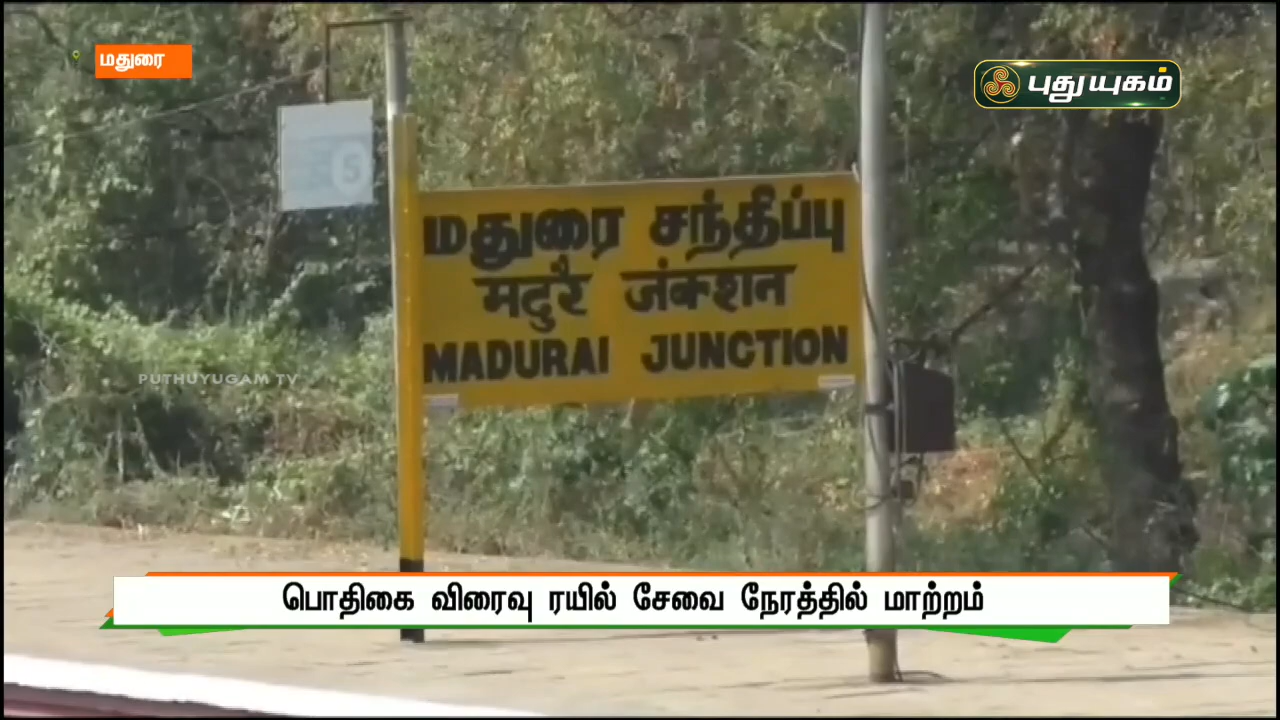 மதுரை
புதுயுகம்
S
மதுரை சந்திப்பு
मदुरै जंक्शन
MADURAI JUNCTION
PUTHUYUGAM TV
பொதிகை விரைவு ரயில் சேவை நேரத்தில் மாற்றம்